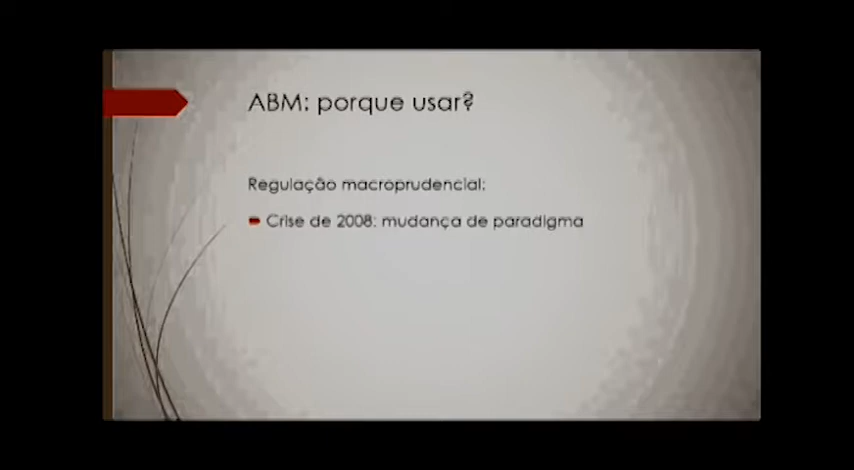 ABM: porque usar?
Regulação macroprudencial:
Crise de 2008: mudança de paradigma